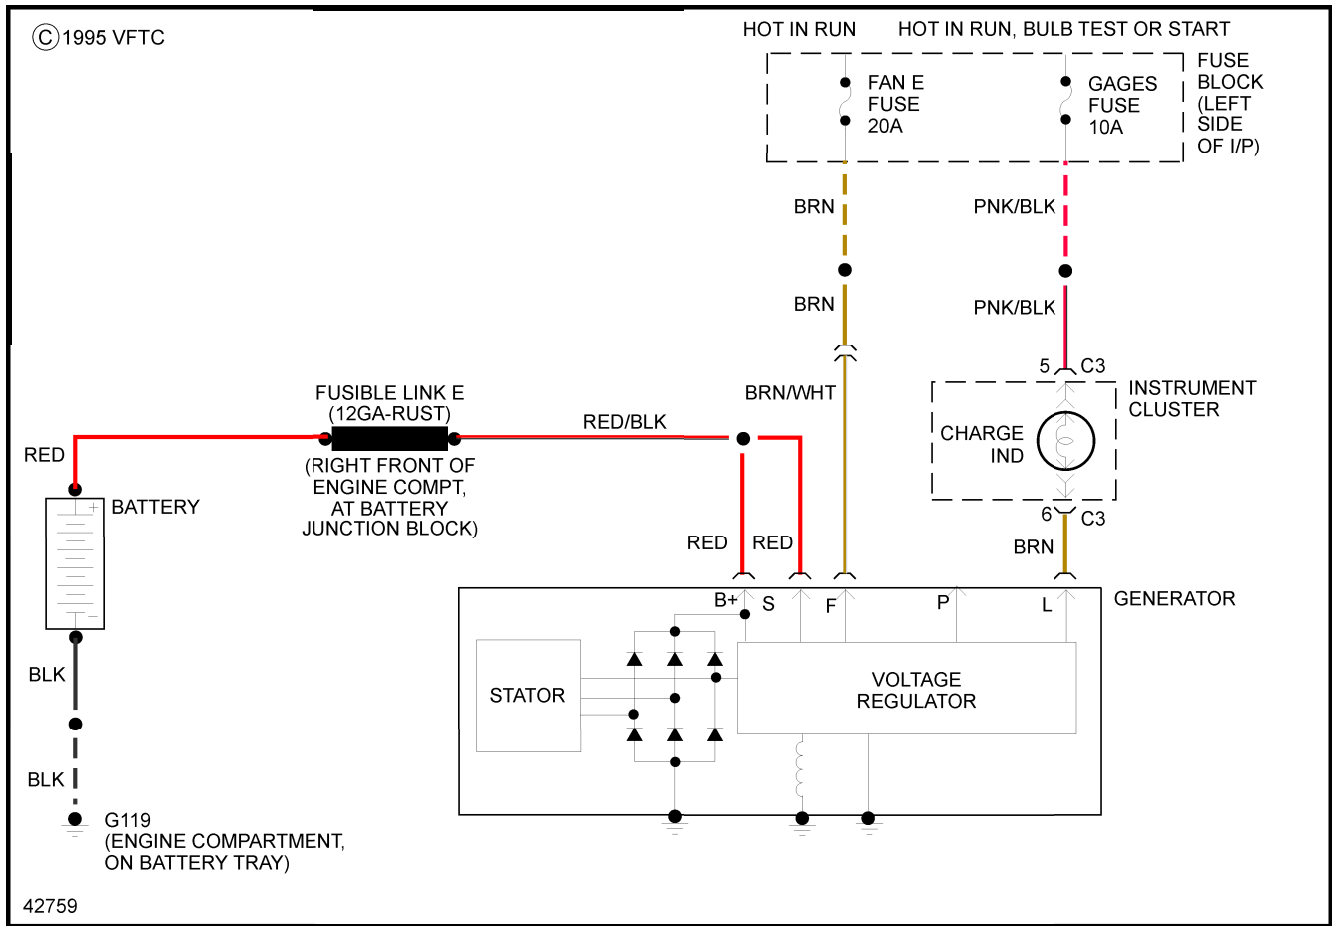 © 1995 VFTC
HOT IN RUN
HOT IN RUN, BULB TEST OR START
FAN E
FUSE
20A
GAGES
FUSE
10A
FUSE
BLOCK
(LEFT
SIDE
OF I/P)
BRN
PNK/BLK
BRN
PNK/BLK
5
C3
BRN/WHT
INSTRUMENT
CLUSTER
CHARGE
IND
6
C3
BRN
FUSIBLE LINK E
(12GA-RUST)
RED/BLK
RED
(RIGHT FRONT OF
ENGINE COMPT,
AT BATTERY
JUNCTION BLOCK)
+
BATTERY
-
RED
RED
B+
S
F
P
L
GENERATOR
STATOR
VOLTAGE
REGULATOR
BLK
BLK
G119
(ENGINE COMPARTMENT,
ON BATTERY TRAY)
42759